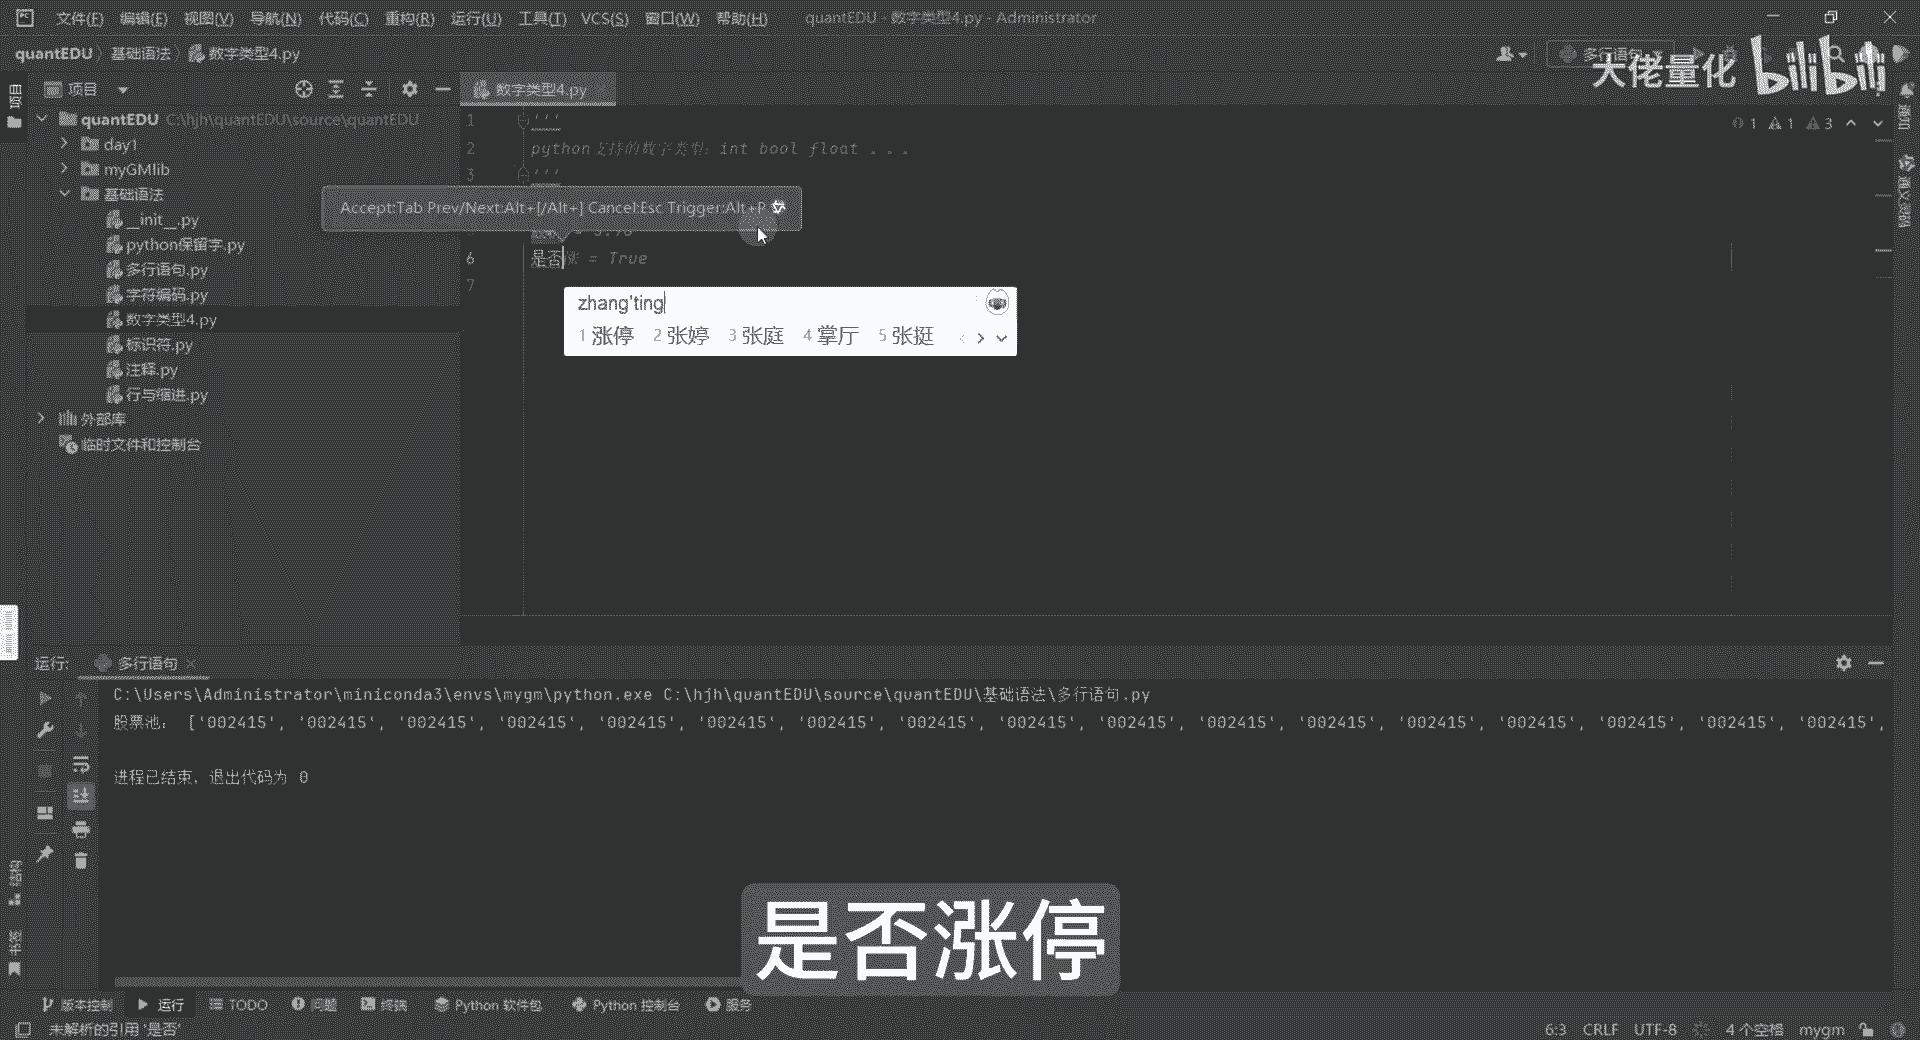 文件(F) 编辑(E) 视图(V) 导航(N) 代码(C) 重构(R) 运行(U) 工具(T) VCS(S) 窗口(W) 帮助(H) quantEDU - 数字类型4.py - Administrator
quantEDU 基础语法 数字类型4.py
多行语句
大佬量化 bilibili
项目
项目
数字类型4.py
quantEDU C:\hjh\quantEDU\source\quantEDU
day1
myGMlib
基础语法
__init__.py
python保留字.py
多行语句.py
字符编码.py
数字类型4.py
标识符.py
注释.py
行与缩进.py
外部库
临时文件和控制台
1 '''
2 python支持的数字类型: int bool float . . .
3 '''
Accept:Tab Prev/Next:Alt+[/Alt+] Cancel:Esc Trigger:Alt+P
6 是否涨 = True
7
1 1 3
通知
zhang'ting
1 涨停 2 张婷 3 张庭 4 掌厅 5 张挺
运行: 多行语句
C:\Users\Administrator\miniconda3\envs\mygm\python.exe C:\hjh\quantEDU\source\quantEDU\基础语法\多行语句.py
股票池: ['002415', '002415', '002415', '002415', '002415', '002415', '002415', '002415', '002415', '002415', '002415', '002415', '002415', '002415', '002415', '002415', '002415',
进程已结束，退出代码为 0
结构
书签
是否涨停
版本控制 运行 TODO 问题 终端 Python 软件包 Python 控制台 服务
未解析的引用 '是否' 6:3 CRLF UTF-8 4 个空格 mygm